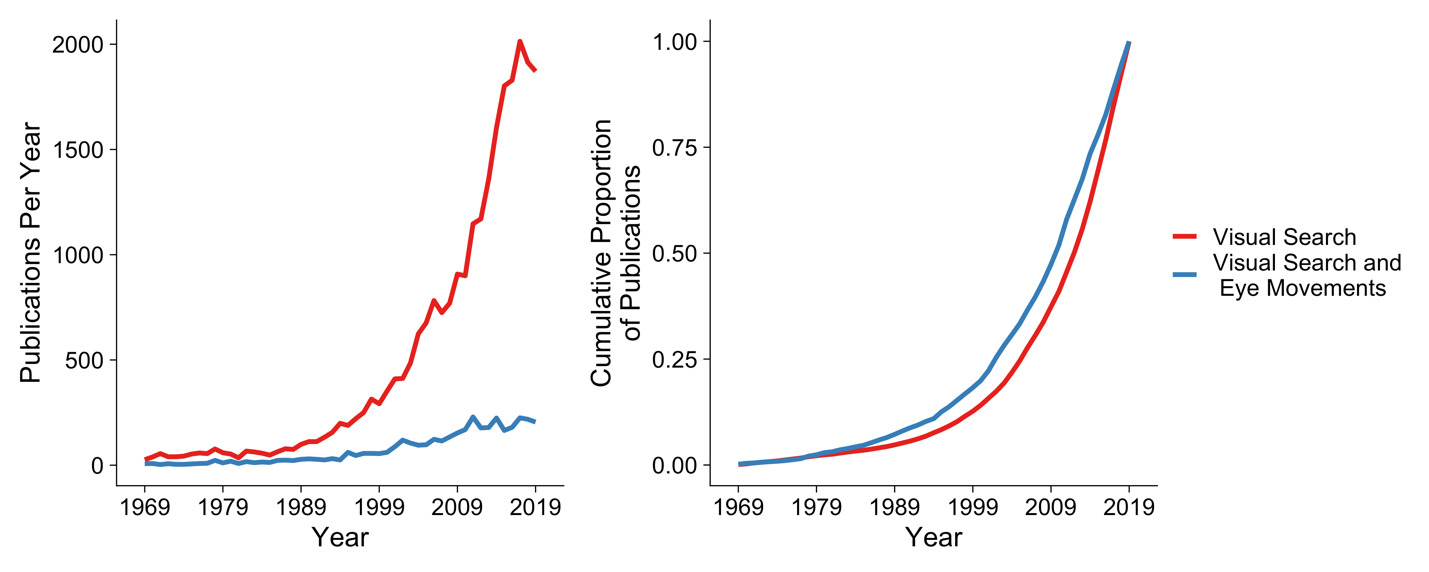 Publications Per Year
2000
1500
1000
500
0
1969 1979 1989 1999 2009 2019
Year
Cumulative Proportion
of Publications
1.00
0.75
0.50
0.25
0.00
1969 1979 1989 1999 2009 2019
Year
Visual Search
Visual Search and
Eye Movements